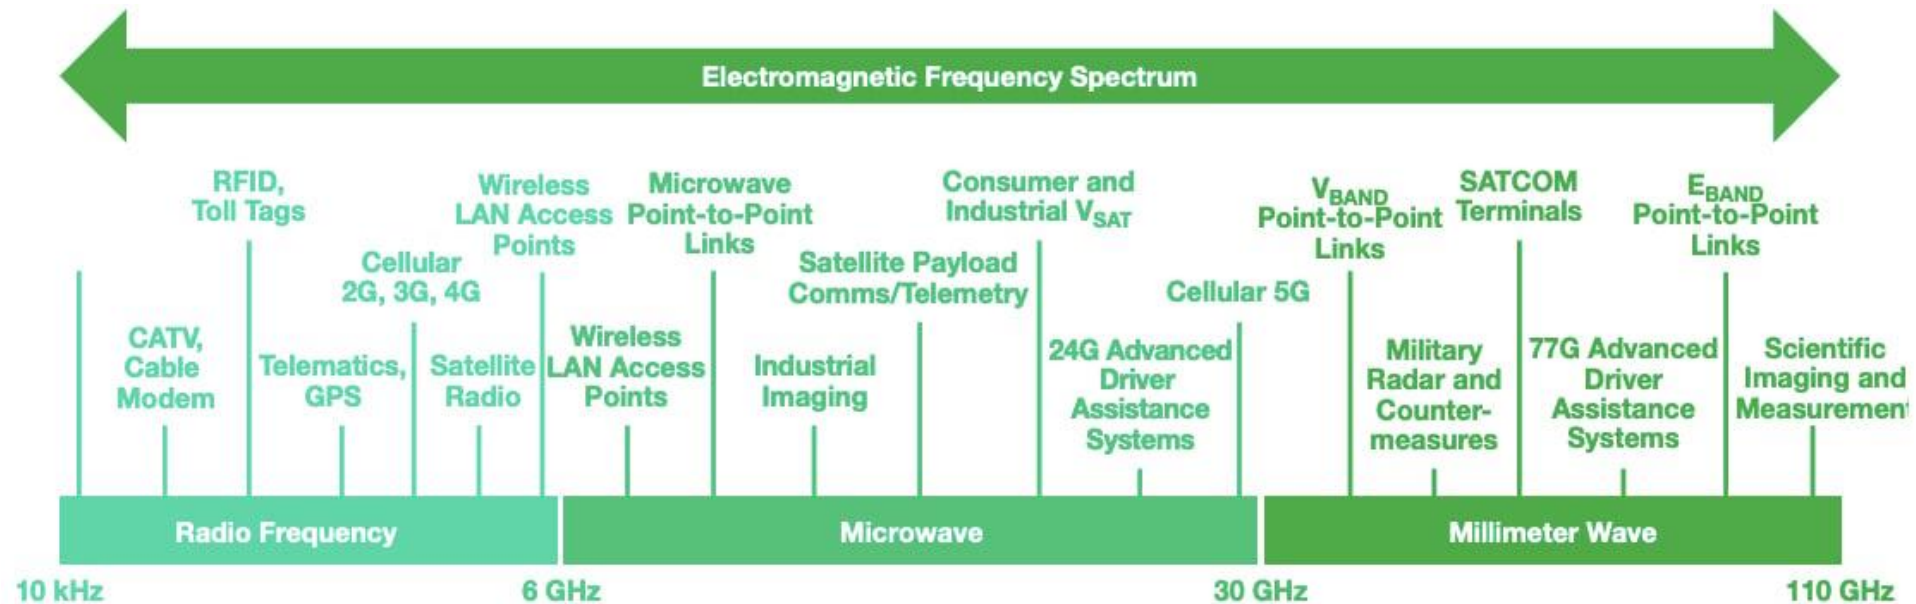 Electromagnetic Frequency Spectrum
RFID,
Toll Tags
Wireless
LAN Access
Points
Microwave
Point-to-Point
Links
Consumer and
Industrial VSAT
VBAND
Point-to-Point
Links
SATCOM
Terminals
EBAND
Point-to-Point
Links
Cellular
2G, 3G, 4G
Satellite Payload
Comms/Telemetry
Cellular 5G
CATV,
Cable
Modem
Telematics,
GPS
Satellite
Radio
Wireless
LAN Access
Points
Industrial
Imaging
24G Advanced
Driver
Assistance
Systems
Military
Radar and
Counter-
measures
77G Advanced
Driver
Assistance
Systems
Scientific
Imaging and
Measurement
Radio Frequency
Microwave
Millimeter Wave
10 kHz
6 GHz
30 GHz
110 GHz